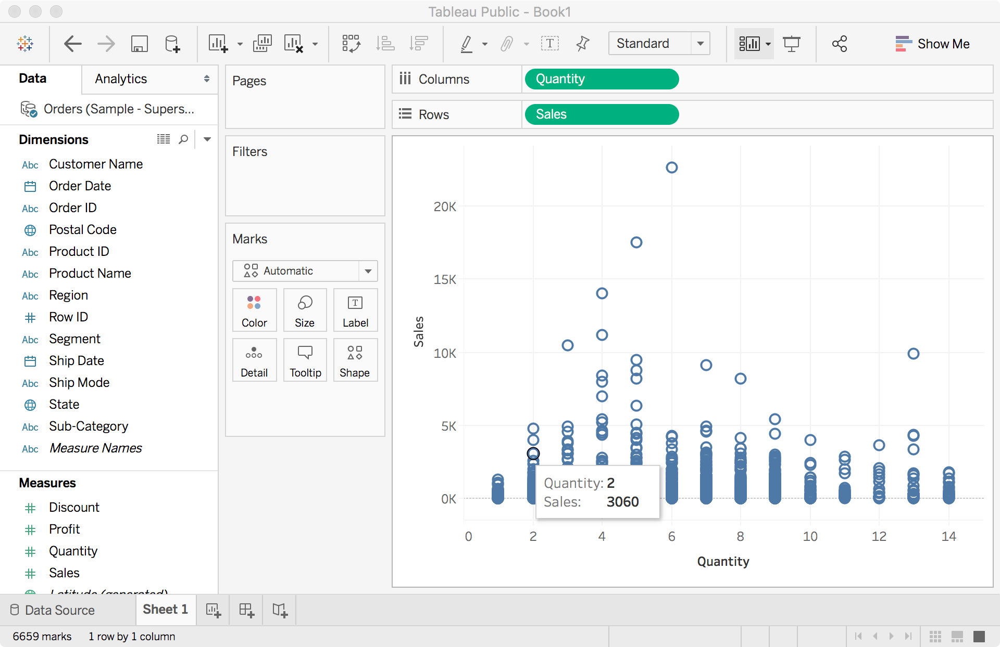 Tableau Public - Book1
Standard
Show Me
Data
Analytics
Orders (Sample - Supers...
Dimensions
Abc Customer Name
Order Date
Abc Order ID
Postal Code
Abc Product ID
Abc Product Name
Abc Region
Row ID
Abc Segment
Ship Date
Abc Ship Mode
State
Abc Sub-Category
Abc Measure Names
Measures
Discount
Profit
Quantity
Sales
Latitude (generated)
Pages
Filters
Marks
Automatic
Color Size Label
Detail Tooltip Shape
Columns Quantity
Rows Sales
20K
15K
10K
5K
0K
Sales
Quantity: 2
Sales: 3060
0 2 4 6 8 10 12 14
Quantity
Data Source
Sheet 1
6659 marks 1 row by 1 column